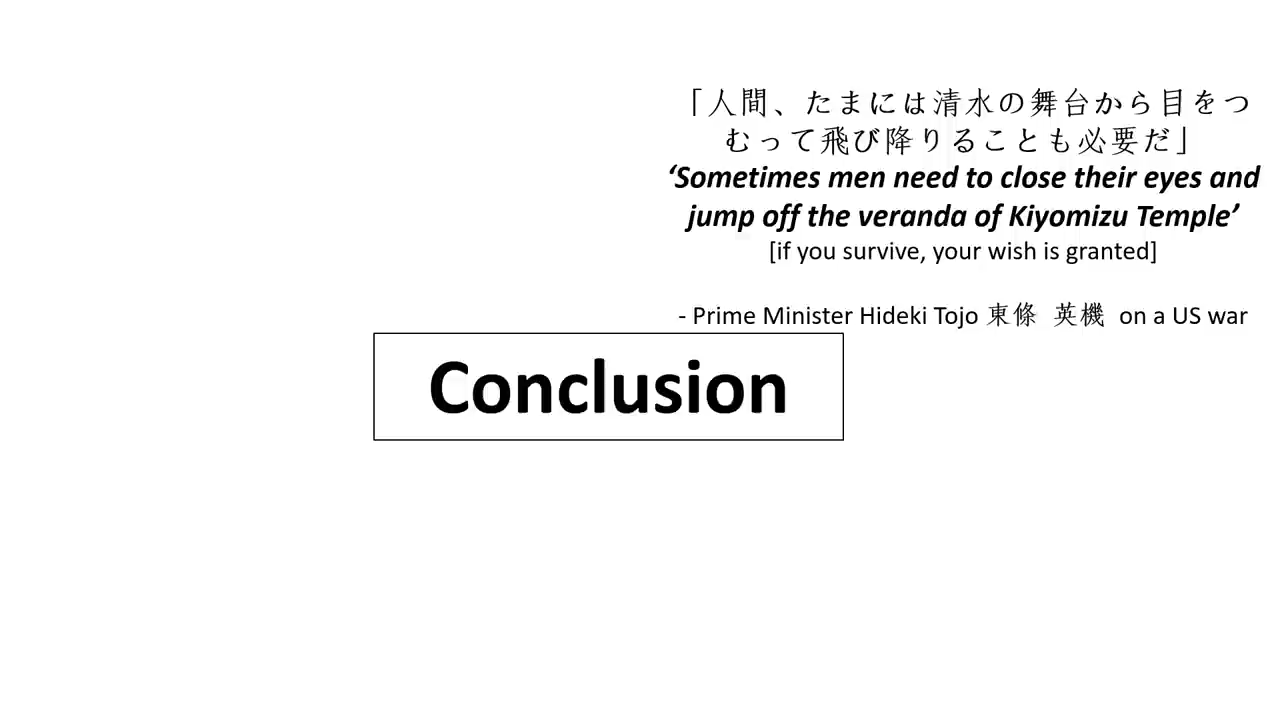 「人間、たまには清水の舞台から目をつ
むって飛び降りることも必要だ」
‘Sometimes men need to close their eyes and
jump off the veranda of Kiyomizu Temple’
[if you survive, your wish is granted]
- Prime Minister Hideki Tojo 東條 英機 on a US war
Conclusion